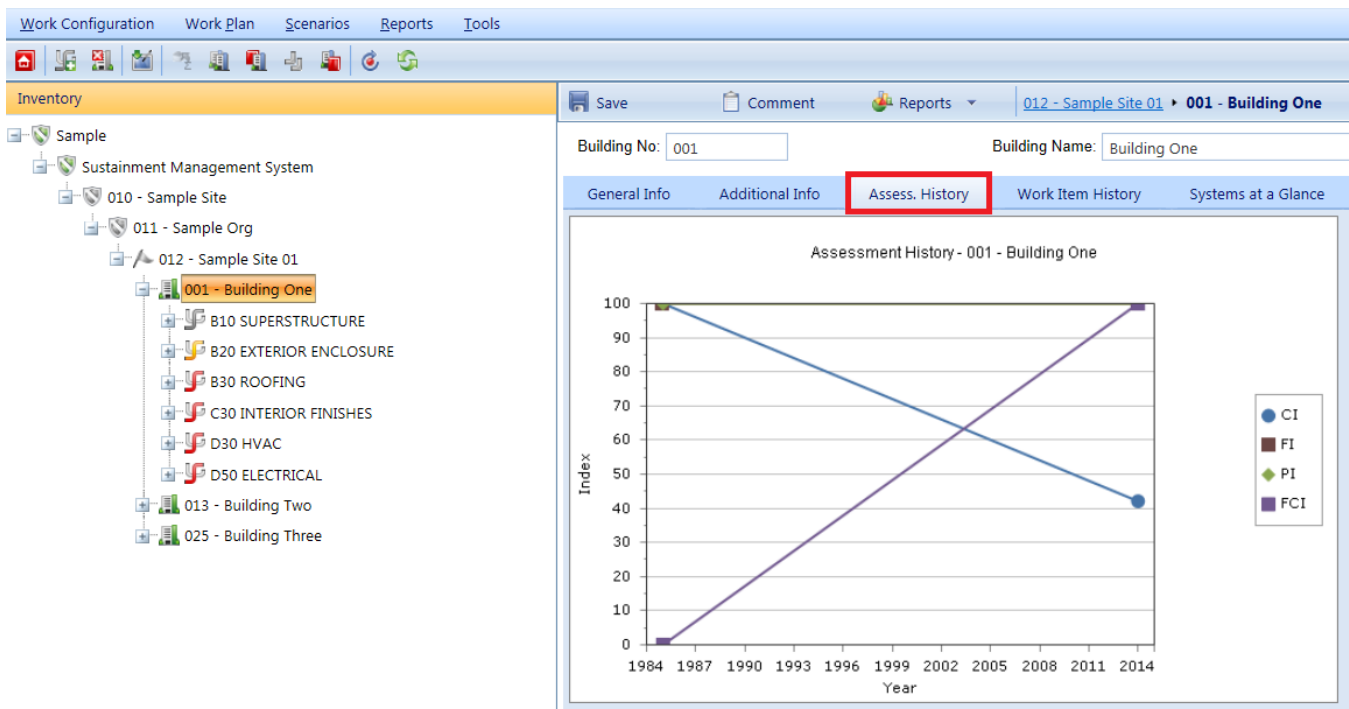 Work Configuration Work Plan Scenarios Reports Tools
Inventory
Sample
Sustainment Management System
010 - Sample Site
011 - Sample Org
012 - Sample Site 01
001 - Building One
B10 SUPERSTRUCTURE
B20 EXTERIOR ENCLOSURE
B30 ROOFING
C30 INTERIOR FINISHES
D30 HVAC
D50 ELECTRICAL
013 - Building Two
025 - Building Three
Save Comment Reports 012 - Sample Site 01 001 - Building One
Building No: 001 Building Name: Building One
General Info Additional Info Assess. History Work Item History Systems at a Glance
Assessment History - 001 - Building One
100
90
80
70
60
50
40
30
20
10
0
Index
1984 1987 1990 1993 1996 1999 2002 2005 2008 2011 2014
Year
CI
FI
PI
FCI